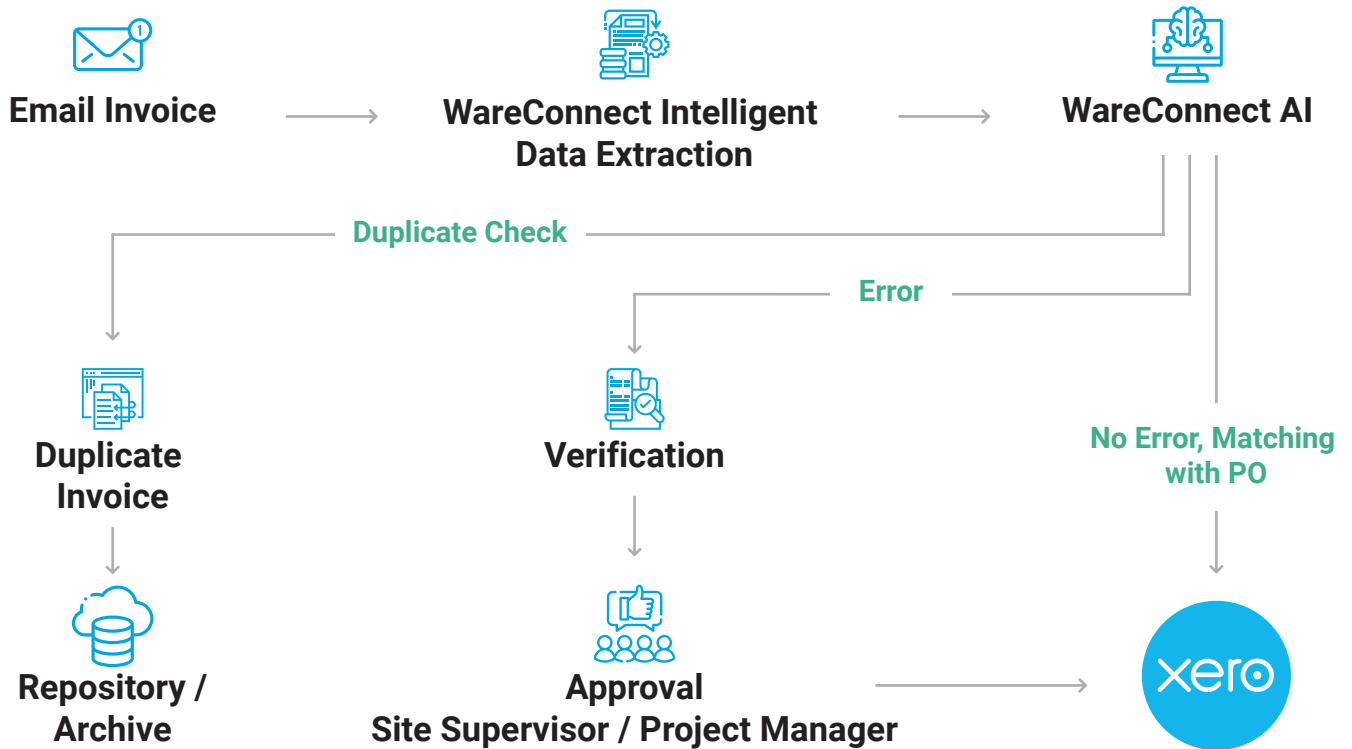 1
Email Invoice
WareConnect Intelligent
Data Extraction
WareConnect AI
Duplicate Check
Error
No Error, Matching
with PO
Duplicate
Invoice
Verification
Repository /
Archive
Approval
Site Supervisor / Project Manager
xero